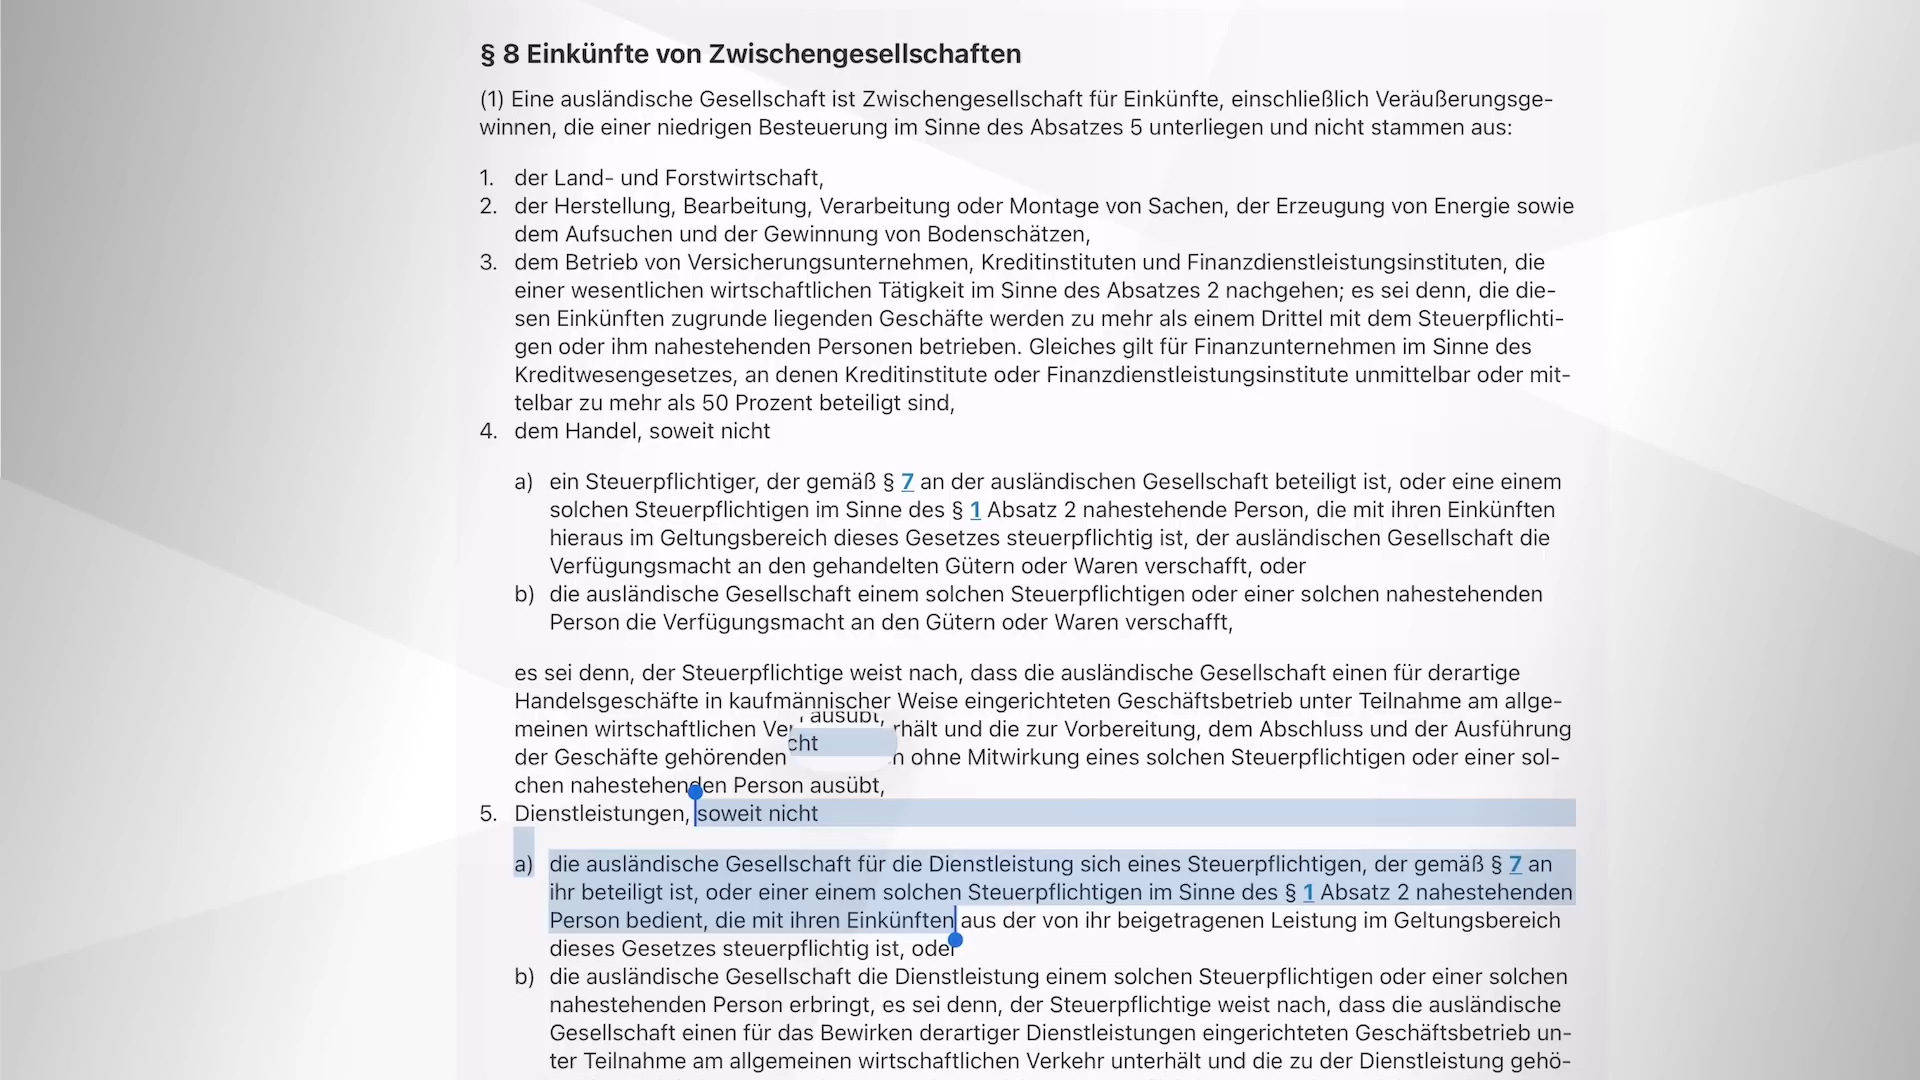 § 8 Einkünfte von Zwischengesellschaften
(1) Eine ausländische Gesellschaft ist Zwischengesellschaft für Einkünfte, einschließlich Veräußerungsge-
winnen, die einer niedrigen Besteuerung im Sinne des Absatzes 5 unterliegen und nicht stammen aus:
1. der Land- und Forstwirtschaft,
2. der Herstellung, Bearbeitung, Verarbeitung oder Montage von Sachen, der Erzeugung von Energie sowie
dem Aufsuchen und der Gewinnung von Bodenschätzen,
3. dem Betrieb von Versicherungsunternehmen, Kreditinstituten und Finanzdienstleistungsinstituten, die
einer wesentlichen wirtschaftlichen Tätigkeit im Sinne des Absatzes 2 nachgehen; es sei denn, die die-
sen Einkünften zugrunde liegenden Geschäfte werden zu mehr als einem Drittel mit dem Steuerpflichti-
gen oder ihm nahestehenden Personen betrieben. Gleiches gilt für Finanzunternehmen im Sinne des
Kreditwesengesetzes, an denen Kreditinstitute oder Finanzdienstleistungsinstitute unmittelbar oder mit-
telbar zu mehr als 50 Prozent beteiligt sind,
4. dem Handel, soweit nicht
a) ein Steuerpflichtiger, der gemäß § 7 an der ausländischen Gesellschaft beteiligt ist, oder eine einem
solchen Steuerpflichtigen im Sinne des § 1 Absatz 2 nahestehende Person, die mit ihren Einkünften
hieraus im Geltungsbereich dieses Gesetzes steuerpflichtig ist, der ausländischen Gesellschaft die
Verfügungsmacht an den gehandelten Gütern oder Waren verschafft, oder
b) die ausländische Gesellschaft einem solchen Steuerpflichtigen oder einer solchen nahestehenden
Person die Verfügungsmacht an den Gütern oder Waren verschafft,
es sei denn, der Steuerpflichtige weist nach, dass die ausländische Gesellschaft einen für derartige
Handelsgeschäfte in kaufmännischer Weise eingerichteten Geschäftsbetrieb unter Teilnahme am allge-
meinen wirtschaftlichen ausübt, und die zur Vorbereitung, dem Abschluss und der Ausführung
cht
der Geschäfte gehörenden ohne Mitwirkung eines solchen Steuerpflichtigen oder einer sol-
chen nahestehenden Person ausübt,
5. Dienstleistungen, soweit nicht
a) die ausländische Gesellschaft für die Dienstleistung sich eines Steuerpflichtigen, der gemäß § 7 an
ihr beteiligt ist, oder einer einem solchen Steuerpflichtigen im Sinne des § 1 Absatz 2 nahestehenden
Person bedient, die mit ihren Einkünften aus der von ihr beigetragenen Leistung im Geltungsbereich
dieses Gesetzes steuerpflichtig ist, oder
b) die ausländische Gesellschaft die Dienstleistung einem solchen Steuerpflichtigen oder einer solchen
nahestehenden Person erbringt, es sei denn, der Steuerpflichtige weist nach, dass die ausländische
Gesellschaft einen für das Bewirken derartiger Dienstleistungen eingerichteten Geschäftsbetrieb un-
ter Teilnahme am allgemeinen wirtschaftlichen Verkehr unterhält und die zu der Dienstleistung gehö-